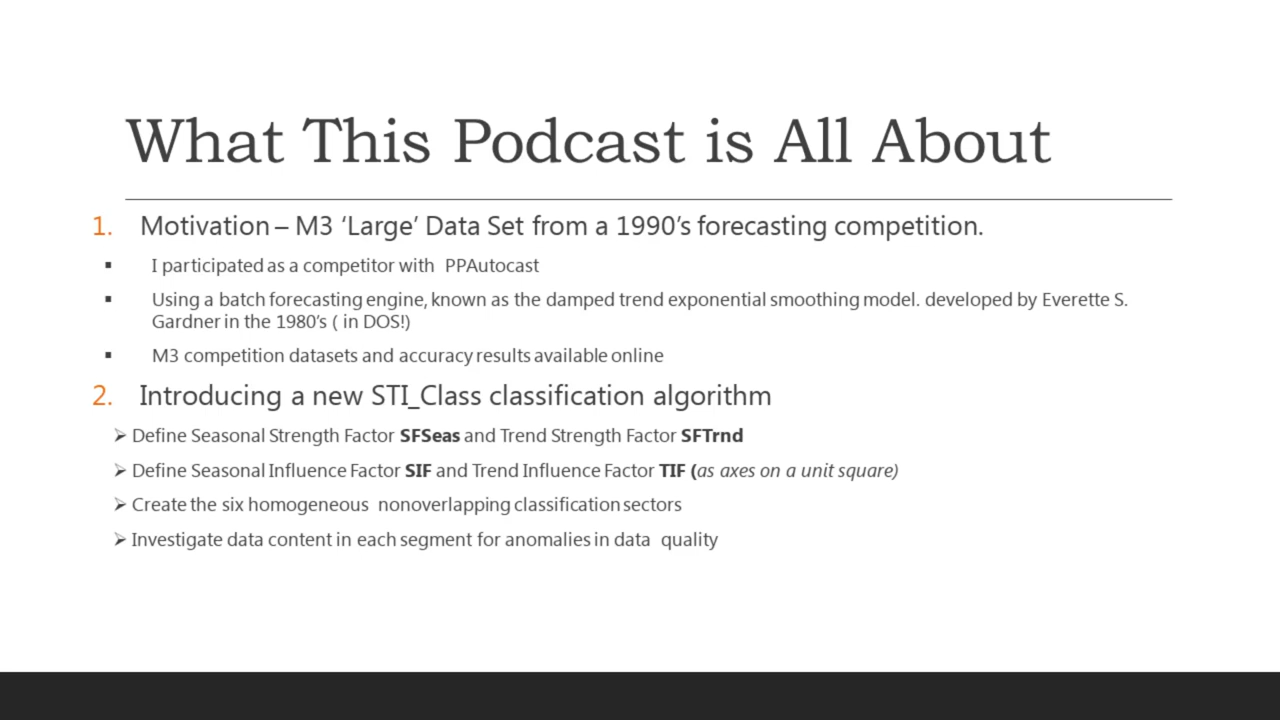 What This Podcast is All About
1. Motivation – M3 ‘Large’ Data Set from a 1990’s forecasting competition.
▪ I participated as a competitor with PPAutocast
▪ Using a batch forecasting engine, known as the damped trend exponential smoothing model. developed by Everette S.
Gardner in the 1980’s ( in DOS!)
▪ M3 competition datasets and accuracy results available online
2. Introducing a new STI_Class classification algorithm
➢ Define Seasonal Strength Factor SFSeas and Trend Strength Factor SFTrnd
➢ Define Seasonal Influence Factor SIF and Trend Influence Factor TIF (as axes on a unit square)
➢ Create the six homogeneous nonoverlapping classification sectors
➢ Investigate data content in each segment for anomalies in data quality